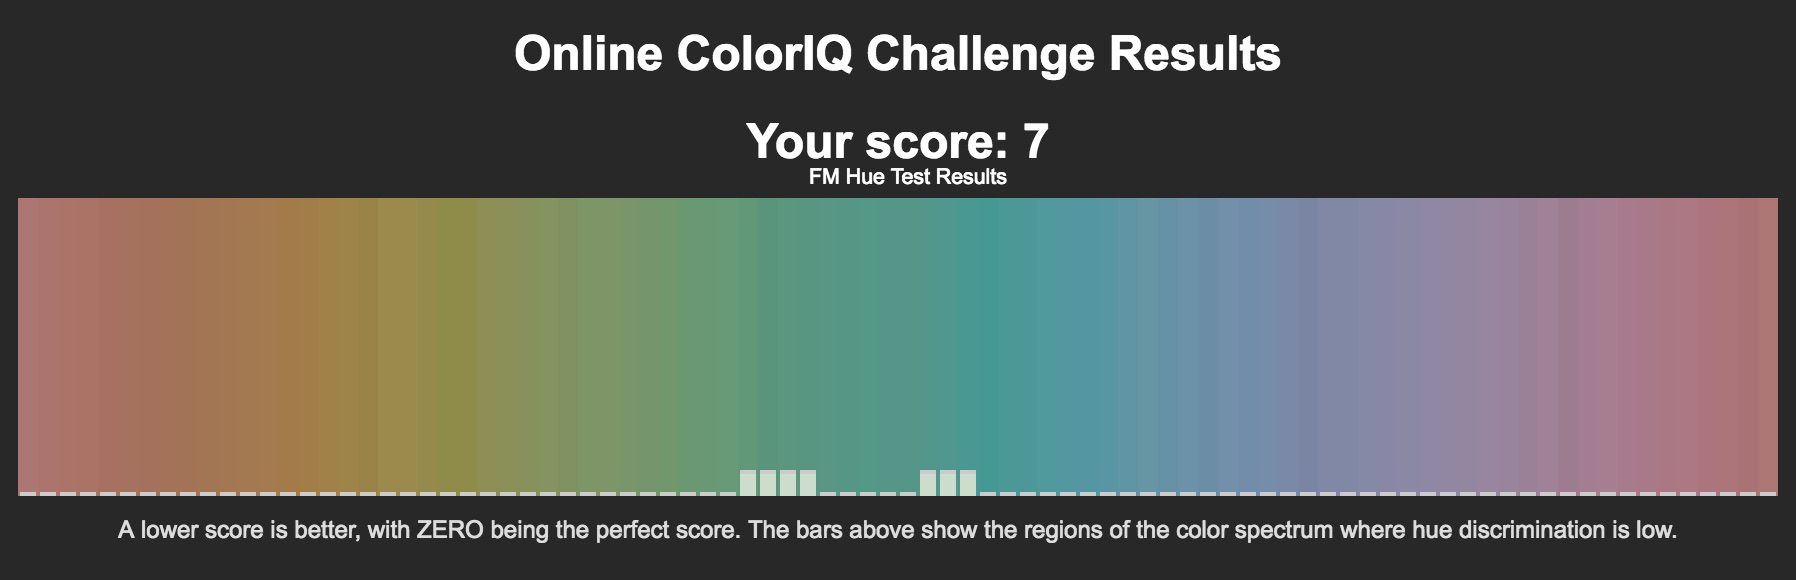 Online ColorIQ Challenge Results
Your score: 7
FM Hue Test Results
A lower score is better, with ZERO being the perfect score. The bars above show the regions of the color spectrum where hue discrimination is low.